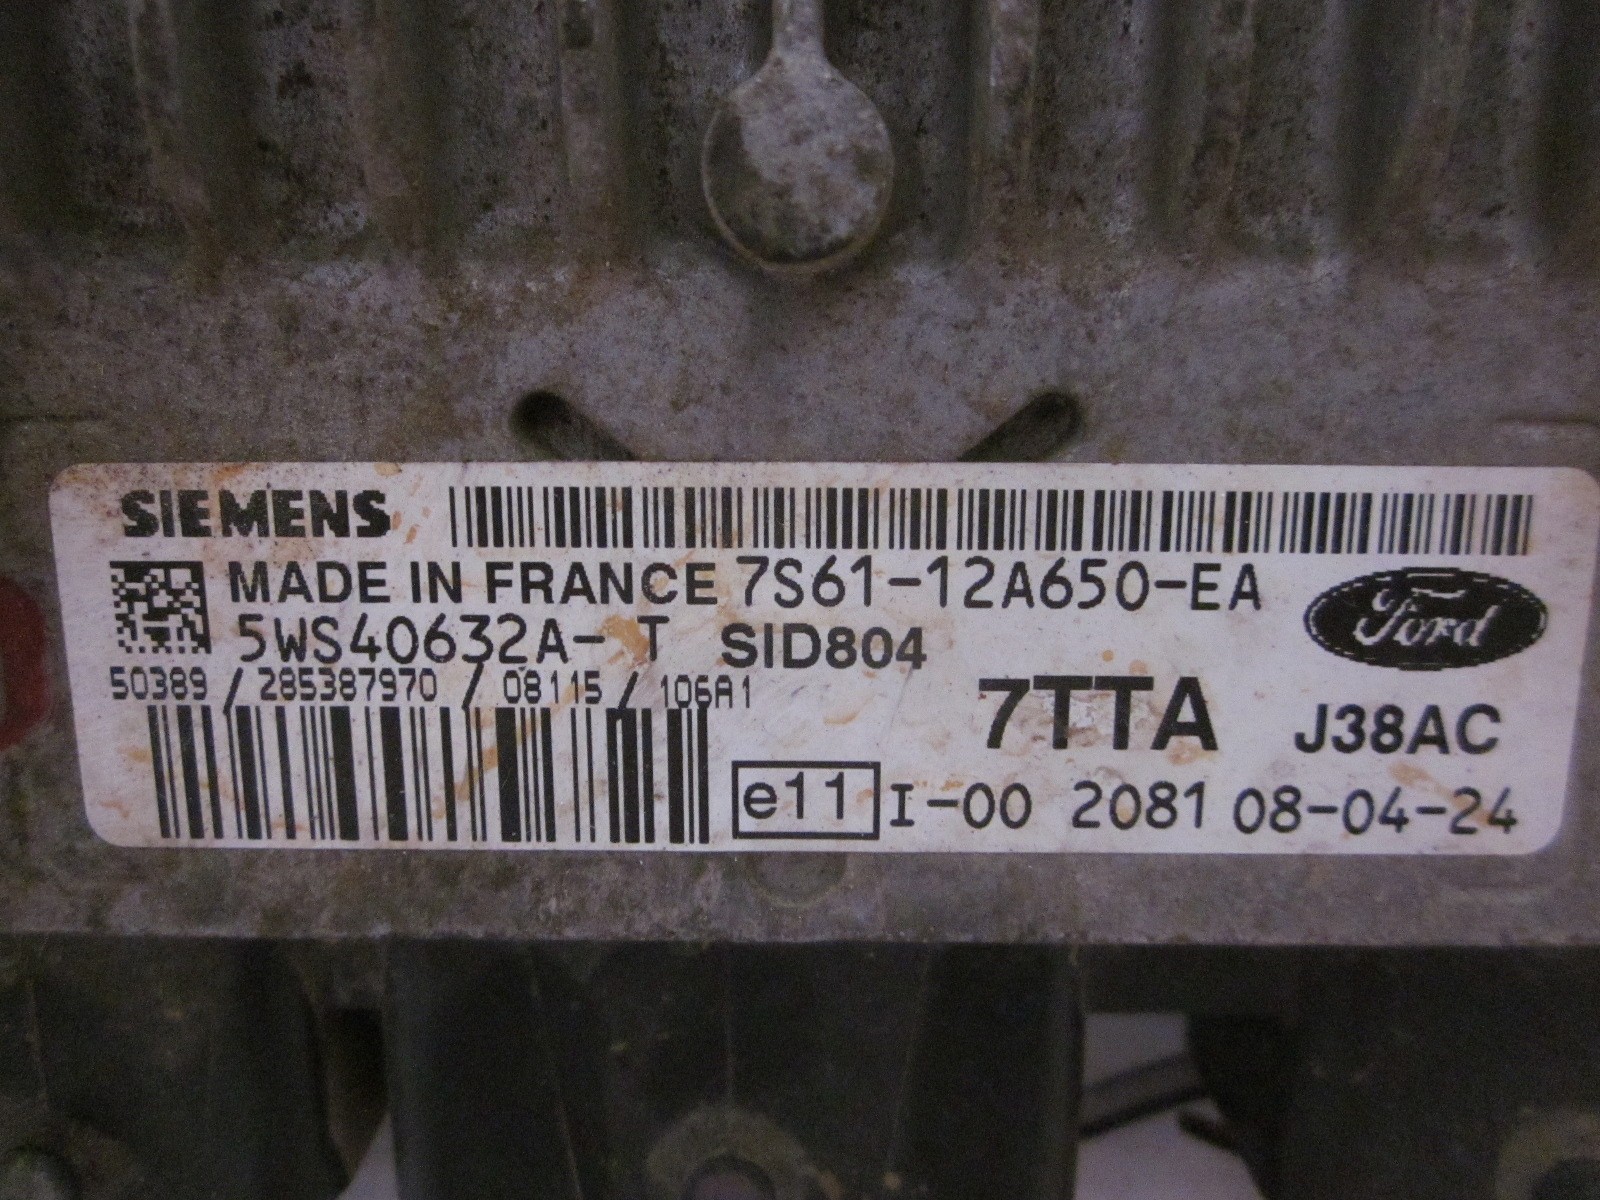 SIEMENS
MADE IN FRANCE 7S61-12A650-EA
Ford
5WS40632A-T SID804
50389 / 285387970 / 08115 / 106A1
7TTA J38AC
e11 I-00 2081 08-04-24